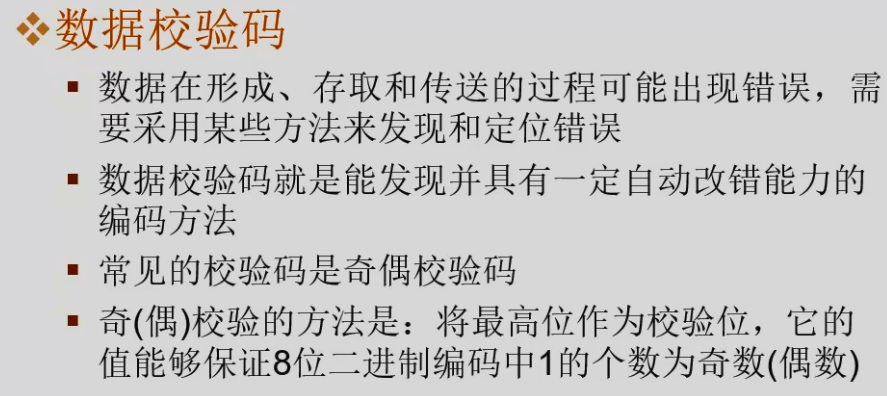 数据校验码
数据在形成、存取和传送的过程可能出现错误，需
要采用某些方法来发现和定位错误
数据校验码就是能发现并具有一定自动改错能力的
编码方法
常见的校验码是奇偶校验码
奇(偶)校验的方法是：将最高位作为校验位，它的
值能够保证8位二进制编码中1的个数为奇数(偶数)